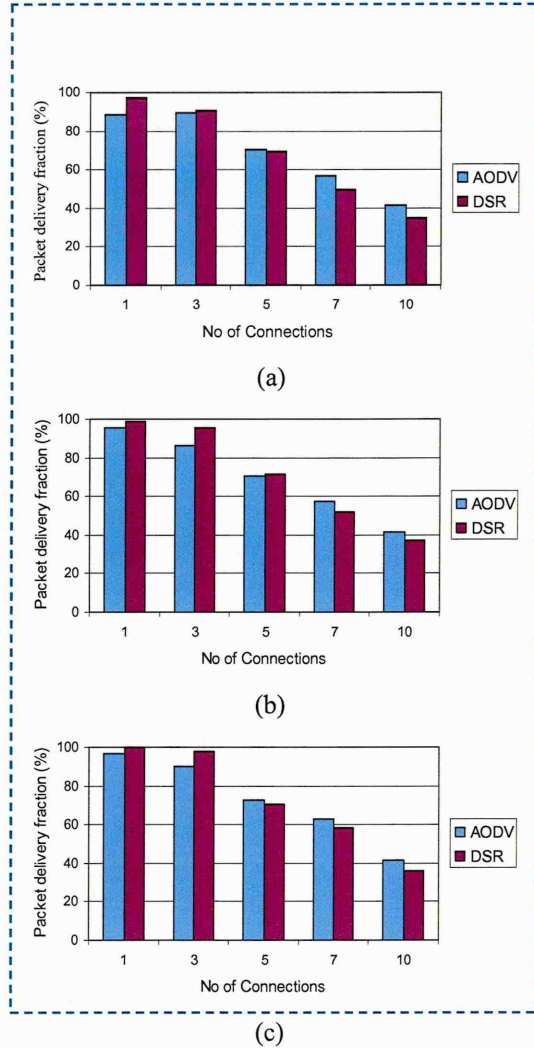 Packet delivery fraction (%)
100
80
60
40
20
0
1 3 5 7 10
No of Connections
AODV
DSR
(a)
Packet delivery fraction (%)
100
80
60
40
20
0
1 3 5 7 10
No of Connections
AODV
DSR
(b)
Packet delivery fraction (%)
100
80
60
40
20
0
1 3 5 7 10
No of Connections
AODV
DSR
(c)